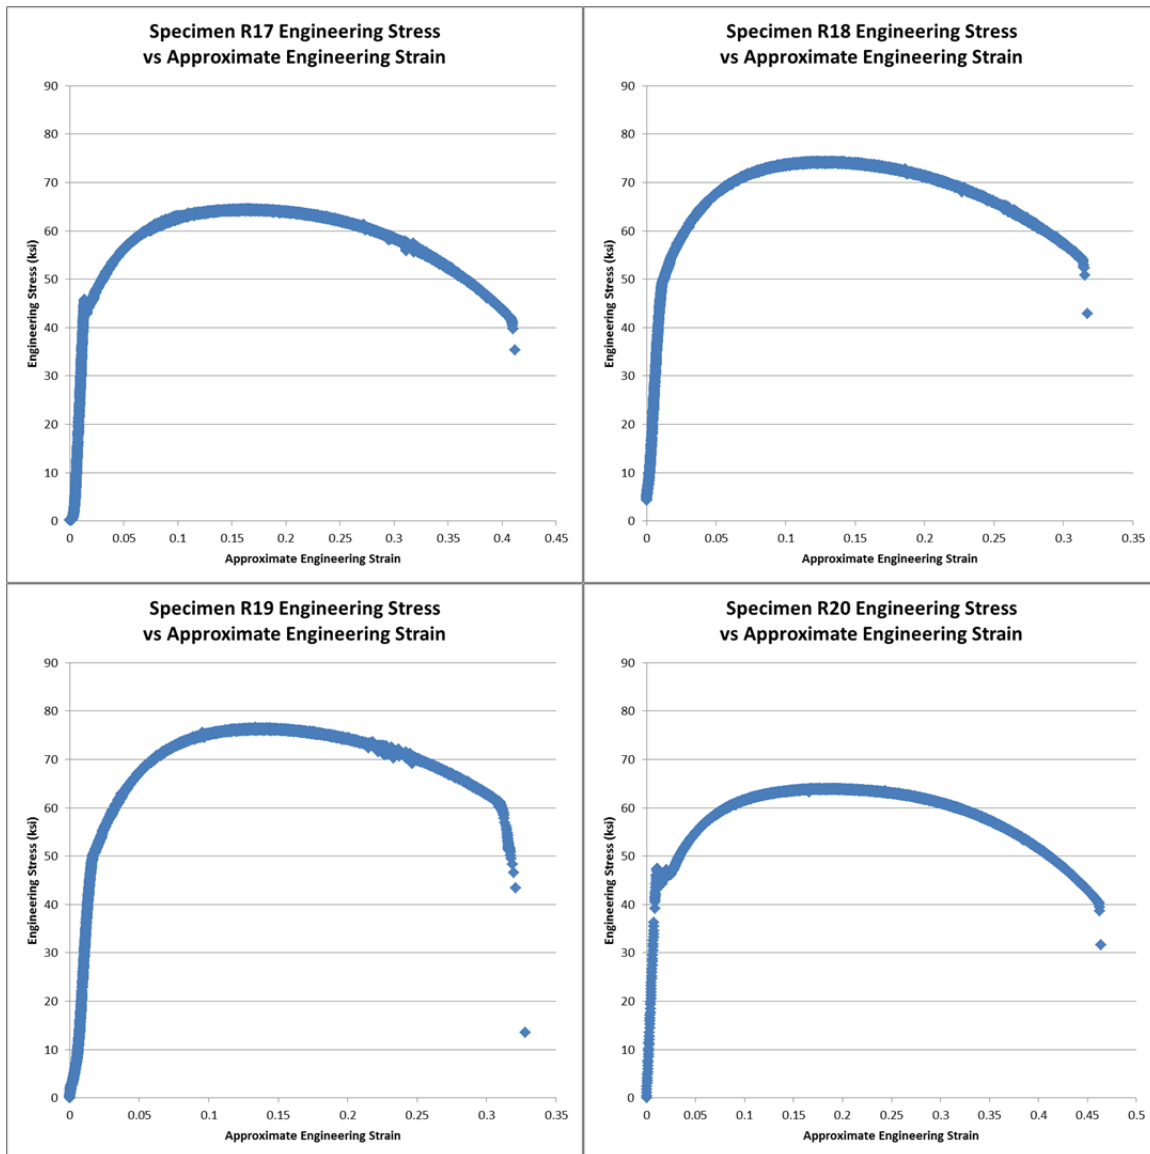 Specimen R17 Engineering Stress
vs Approximate Engineering Strain
90
80
70
60
50
40
30
20
10
0
Engineering Stress (ksi)
0 0.05 0.1 0.15 0.2 0.25 0.3 0.35 0.4 0.45
Approximate Engineering Strain
Specimen R18 Engineering Stress
vs Approximate Engineering Strain
90
80
70
60
50
40
30
20
10
0
Engineering Stress (ksi)
0 0.05 0.1 0.15 0.2 0.25 0.3 0.35
Approximate Engineering Strain
Specimen R19 Engineering Stress
vs Approximate Engineering Strain
90
80
70
60
50
40
30
20
10
0
Engineering Stress (ksi)
0 0.05 0.1 0.15 0.2 0.25 0.3 0.35
Approximate Engineering Strain
Specimen R20 Engineering Stress
vs Approximate Engineering Strain
90
80
70
60
50
40
30
20
10
0
Engineering Stress (ksi)
0 0.05 0.1 0.15 0.2 0.25 0.3 0.35 0.4 0.45 0.5
Approximate Engineering Strain